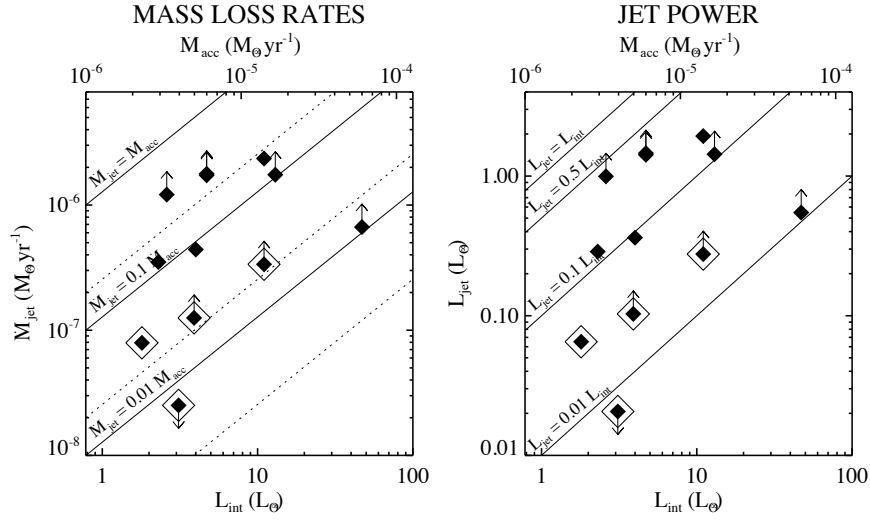 MASS LOSS RATES
JET POWER
M_acc (M_⊙ yr^-1)
M_acc (M_⊙ yr^-1)
10^-6
10^-5
10^-4
10^-6
10^-5
10^-4
M_jet = M_acc
M_jet = 0.1 M_acc
M_jet = 0.01 M_acc
L_jet = L_int
L_jet = 0.5 L_int
L_jet = 0.1 L_int
L_jet = 0.01 L_int
M_jet (M_⊙ yr^-1)
10^-6
10^-7
10^-8
L_jet (L_⊙)
1.00
0.10
0.01
1
10
100
1
10
100
L_int (L_⊙)
L_int (L_⊙)